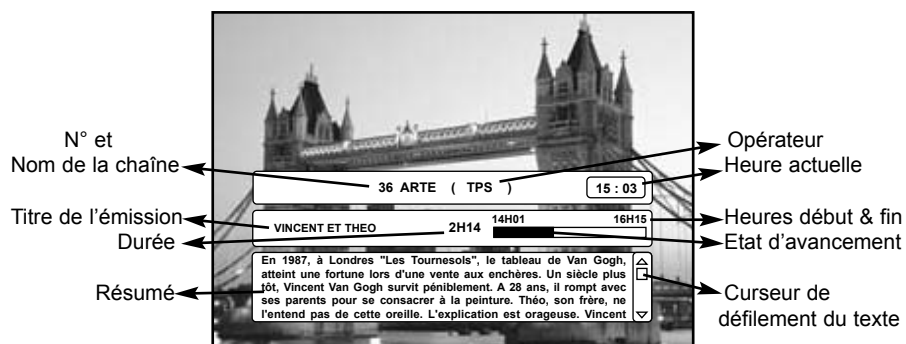 N° et
Nom de la chaîne
Opérateur
Heure actuelle
36 ARTE ( TPS )
15 : 03
Titre de l'émission
Durée
VINCENT ET THEO
2H14
14H01
16H15
Heures début & fin
Etat d'avancement
Résumé
En 1987, à Londres "Les Tournesols", le tableau de Van Gogh,
atteint une fortune lors d'une vente aux enchères. Un siècle plus
tôt, Vincent Van Gogh survit péniblement. A 28 ans, il rompt avec
ses parents pour se consacrer à la peinture. Théo, son frère, ne
l'entend pas de cette oreille. L'explication est orageuse. Vincent
Curseur de
défilement du texte